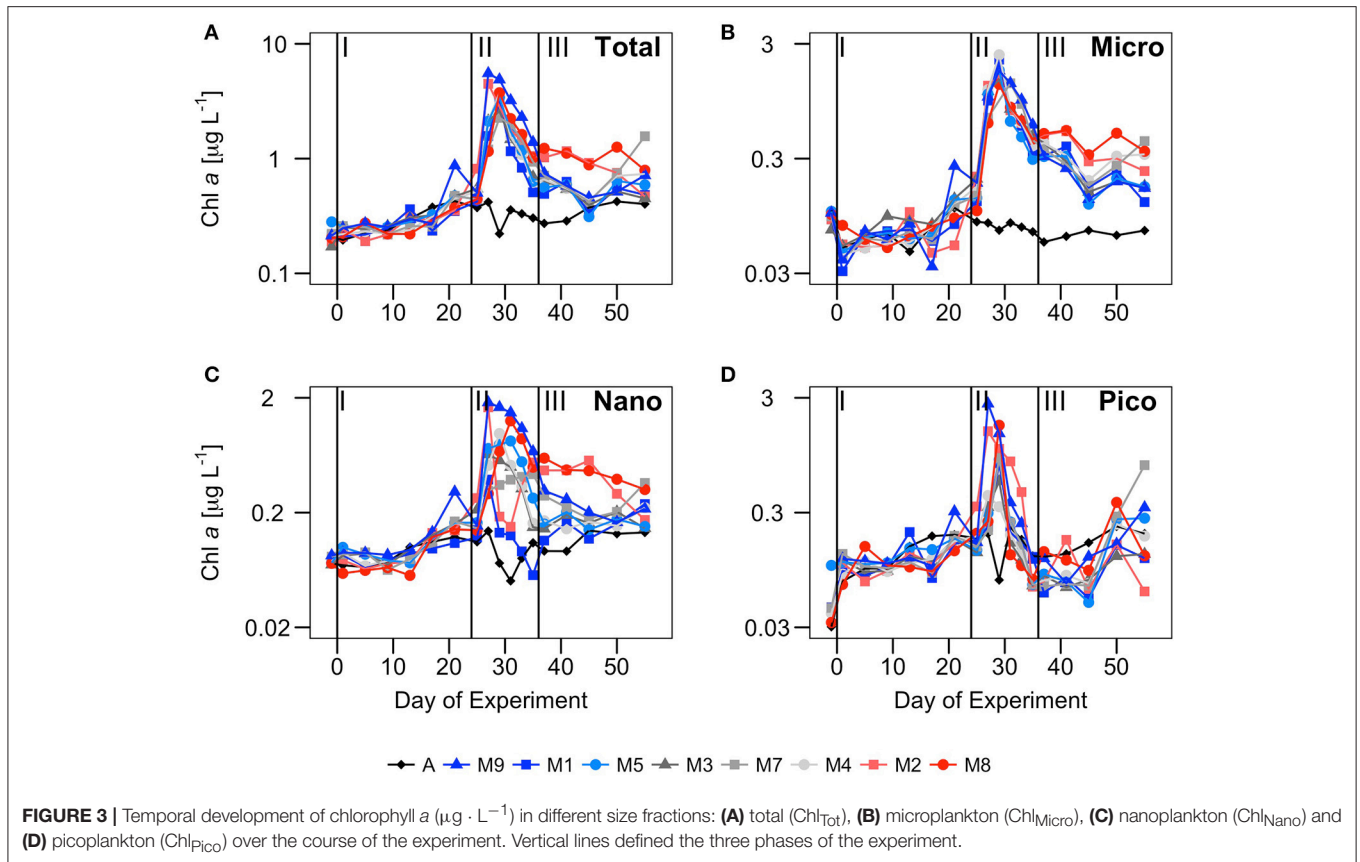 A
I
II
III
Total
Chl a [μg L−1]
10
1
0.1
0
10
20
30
40
50
B
I
II
III
Micro
3
0.3
0.03
0
10
20
30
40
50
C
I
II
III
Nano
Chl a [μg L−1]
2
0.2
0.02
0
10
20
30
40
50
Day of Experiment
D
I
II
III
Pico
3
0.3
0.03
0
10
20
30
40
50
Day of Experiment
A M9 M1 M5 M3 M7 M4 M2 M8
FIGURE 3 | Temporal development of chlorophyll a (μg · L−1) in different size fractions: (A) total (ChlTot), (B) microplankton (ChlMicro), (C) nanoplankton (ChlNano) and
(D) picoplankton (ChlPico) over the course of the experiment. Vertical lines defined the three phases of the experiment.